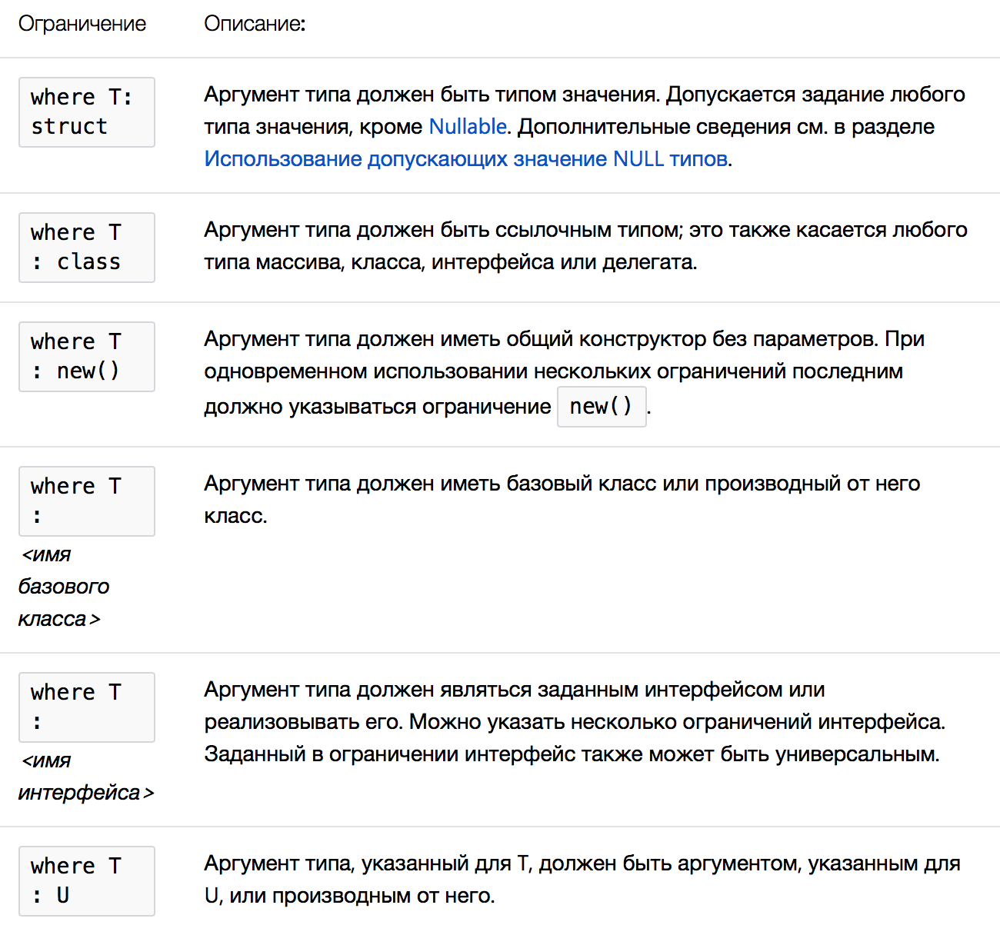 Ограничение Описание:
where T:
struct
Аргумент типа должен быть типом значения. Допускается задание любого
типа значения, кроме Nullable. Дополнительные сведения см. в разделе
Использование допускающих значение NULL типов.
where T
: class
Аргумент типа должен быть ссылочным типом; это также касается любого
типа массива, класса, интерфейса или делегата.
where T
: new()
Аргумент типа должен иметь общий конструктор без параметров. При
одновременном использовании нескольких ограничений последним
должно указываться ограничение new().
where T
:
<имя
базового
класса>
Аргумент типа должен иметь базовый класс или производный от него
класс.
where T
:
<имя
интерфейса>
Аргумент типа должен являться заданным интерфейсом или
реализовывать его. Можно указать несколько ограничений интерфейса.
Заданный в ограничении интерфейс также может быть универсальным.
where T
: U
Аргумент типа, указанный для T, должен быть аргументом, указанным для
U, или производным от него.